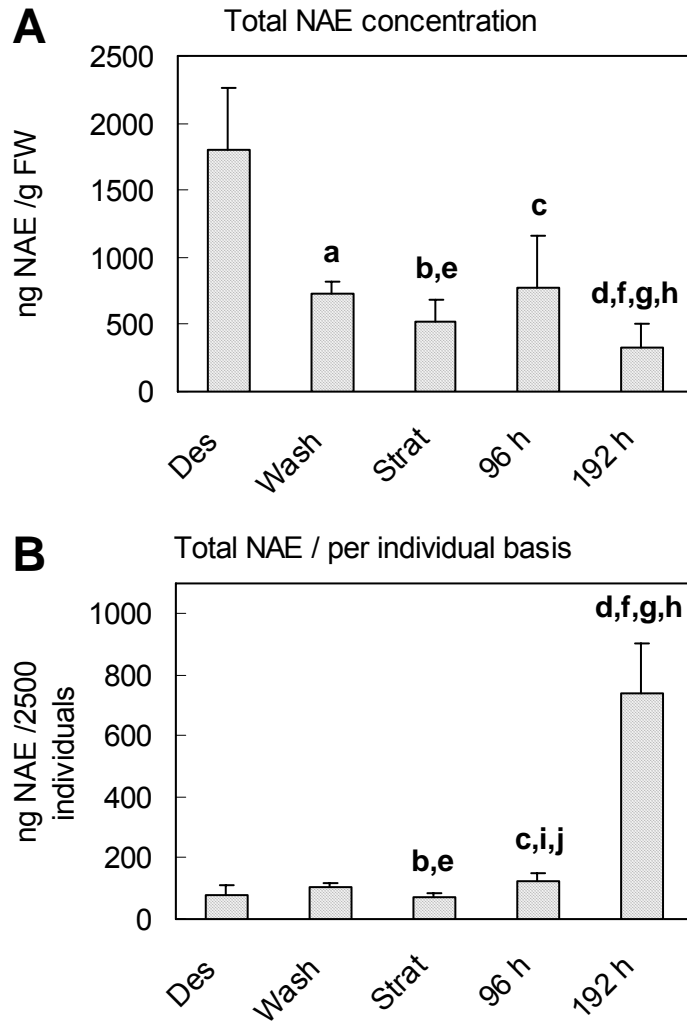 A
Total NAE concentration
ng NAE /g FW
2500
2000
1500
1000
500
0
a
b,e
c
d,f,g,h
Des
Wash
Strat
96 h
192 h
B
Total NAE / per individual basis
ng NAE /2500
individuals
1000
800
600
400
200
0
b,e
c,i,j
d,f,g,h
Des
Wash
Strat
96 h
192 h